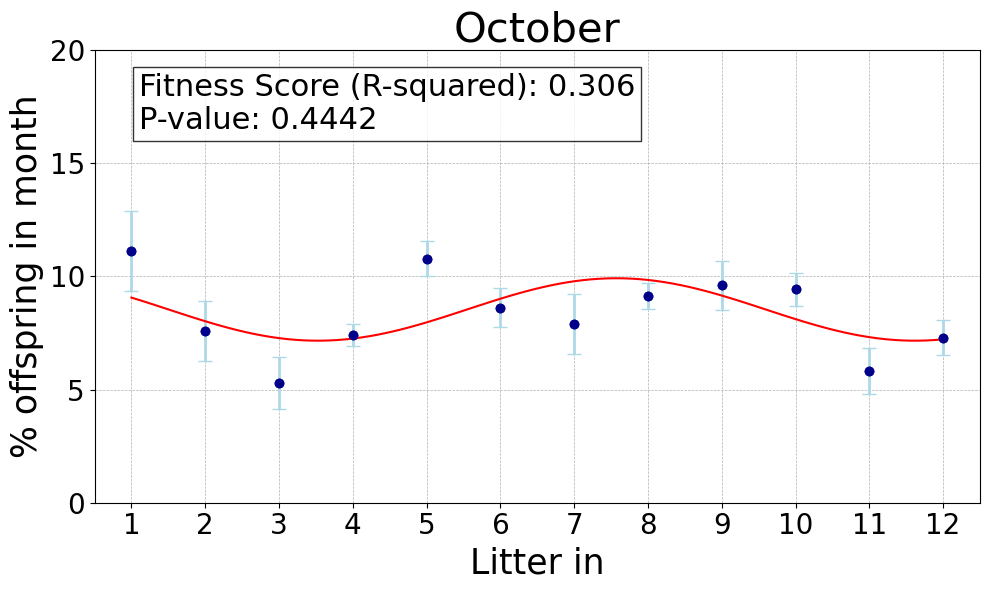 October
Fitness Score (R-squared): 0.306
P-value: 0.4442
% offspring in month
20
15
10
5
0
1 2 3 4 5 6 7 8 9 10 11 12
Litter in